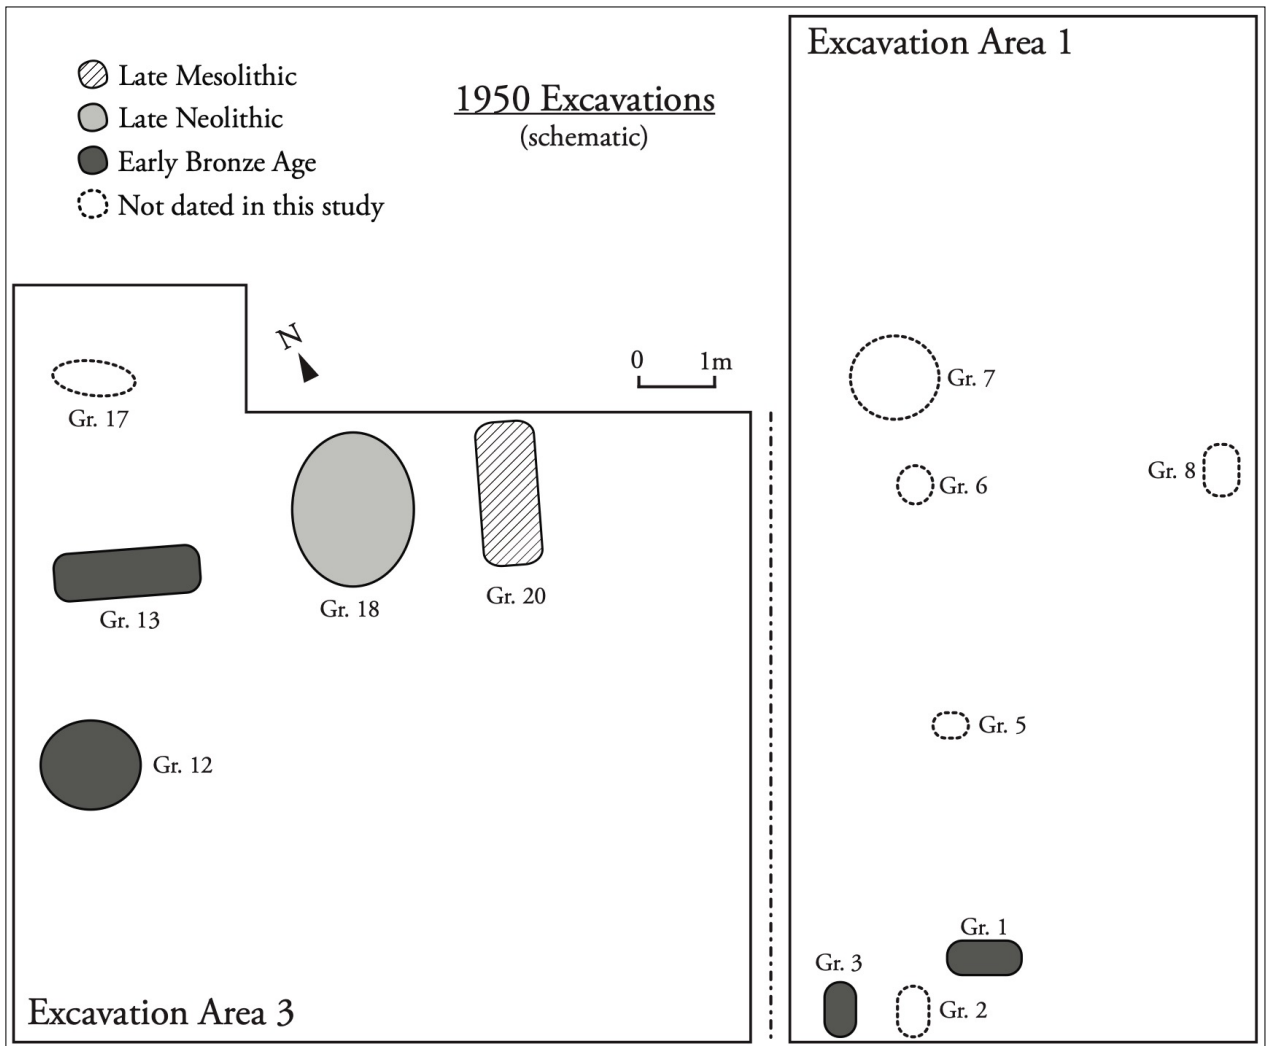 Excavation Area 1
Late Mesolithic
Late Neolithic
Early Bronze Age
Not dated in this study
1950 Excavations
(schematic)
N
0 1m
Gr. 17
Gr. 13
Gr. 18
Gr. 20
Gr. 12
Excavation Area 3
Gr. 7
Gr. 6
Gr. 8
Gr. 5
Gr. 1
Gr. 3
Gr. 2